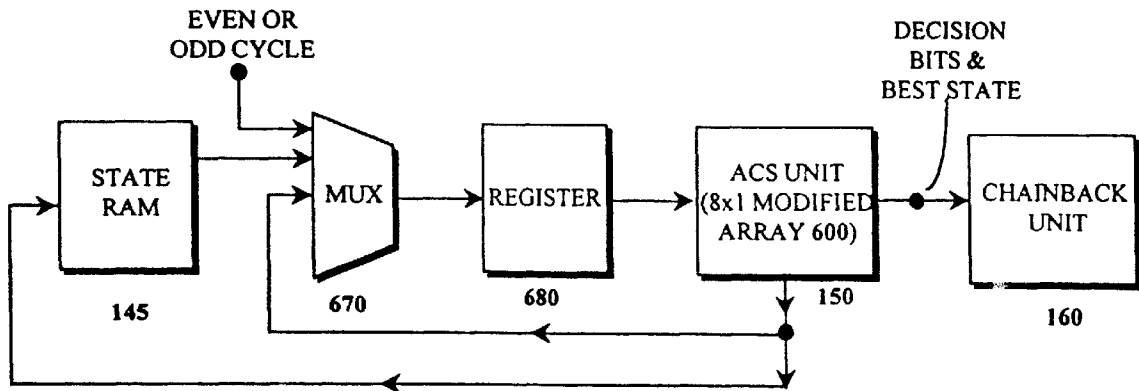 EVEN OR
ODD CYCLE
DECISION
BITS &
BEST STATE
STATE
RAM
MUX
REGISTER
ACS UNIT
(8x1 MODIFIED
ARRAY 600)
CHAINBACK
UNIT
145
670
680
150
160